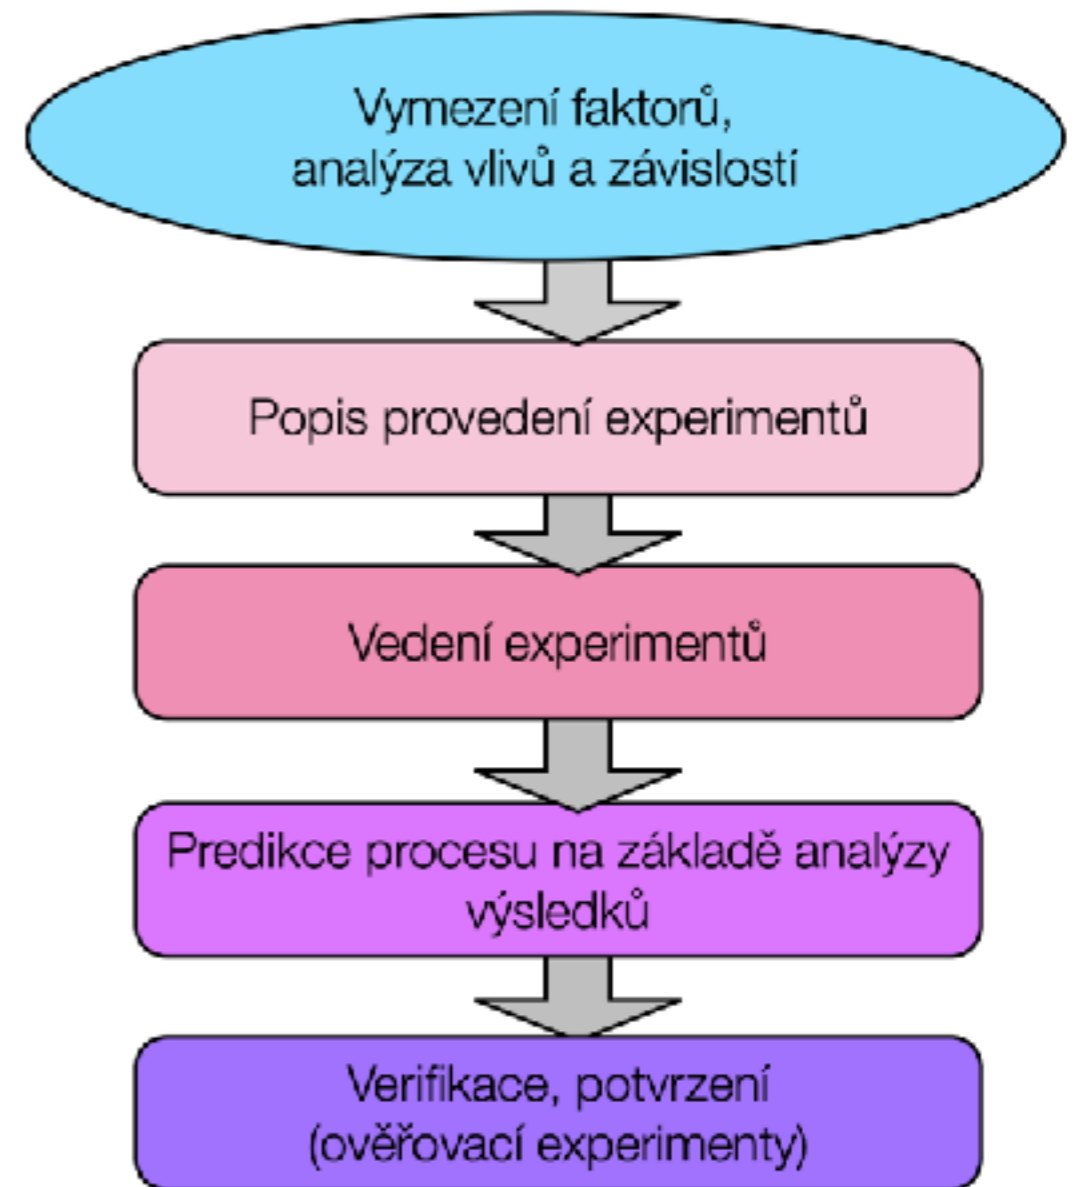 Vymezení faktorů,
analýza vlivů a závislostí
Popis provedení experimentů
Vedení experimentů
Predikce procesu na základě analýzy
výsledků
Verifikace, potvrzení
(ověřovací experimenty)